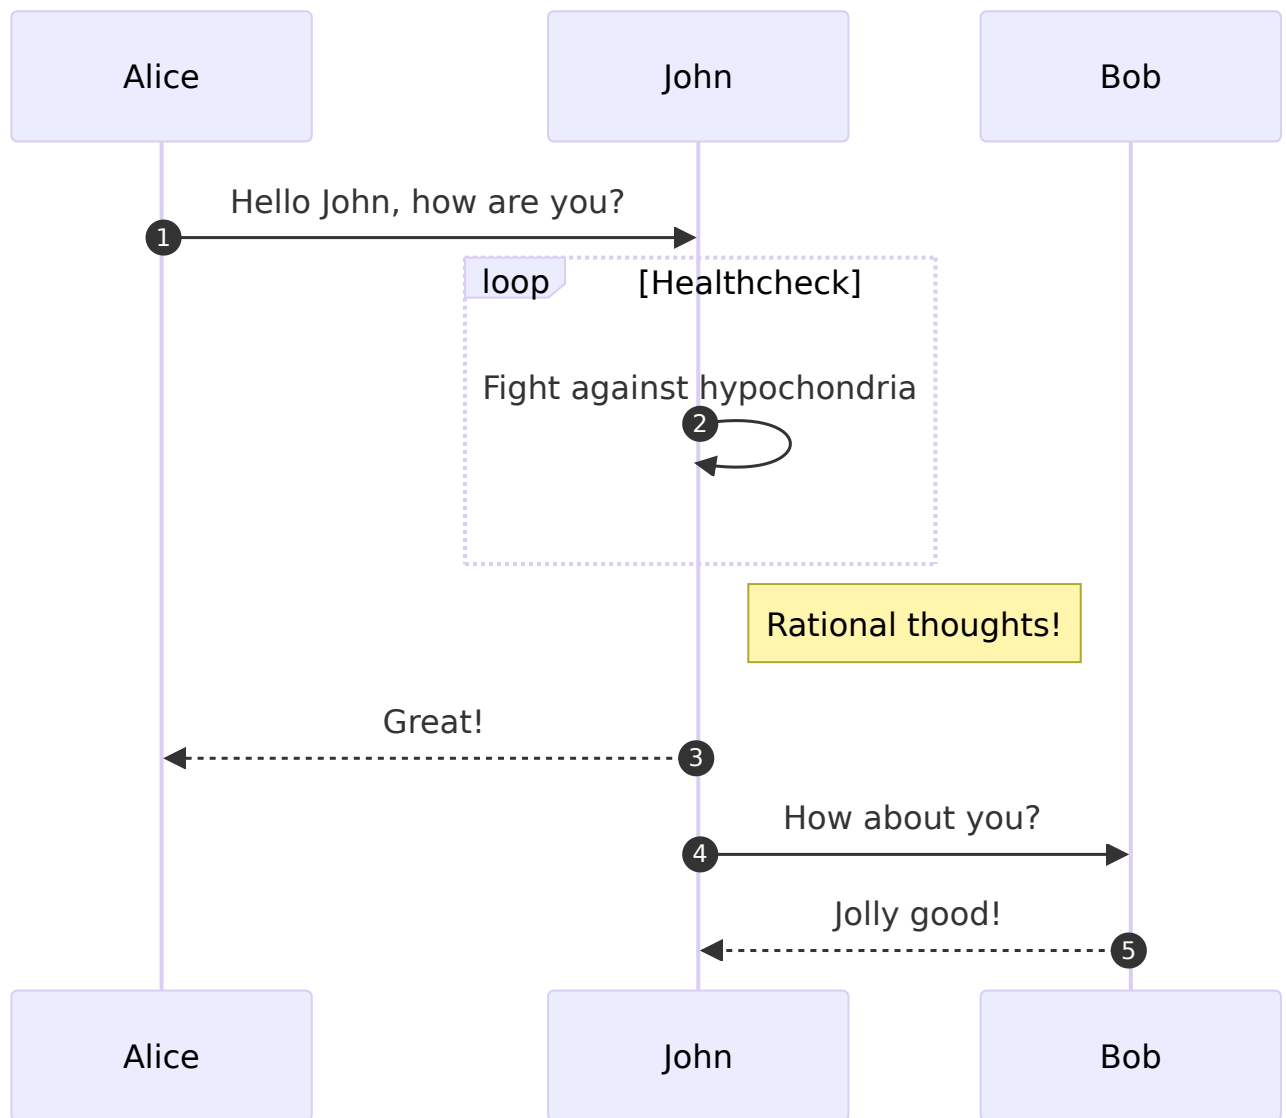 Alice
John
Bob
Hello John, how are you?
1
loop
[Healthcheck]
Fight against hypochondria
2
Rational thoughts!
Great!
3
How about you?
4
Jolly good!
5
Alice
John
Bob